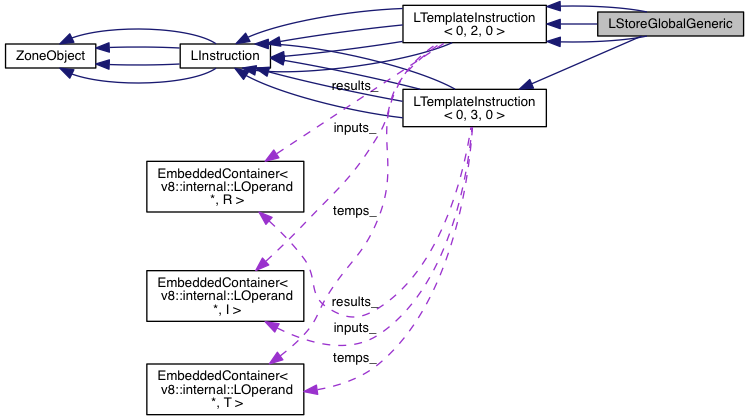 LTemplateInstruction
< 0, 2, 0 >
LStoreGlobalGeneric
ZoneObject
LInstruction
results_
LTemplateInstruction
< 0, 3, 0 >
inputs_
EmbeddedContainer<
v8::internal::LOperand
*, R >
temps_
EmbeddedContainer<
v8::internal::LOperand
*, I >
results_
inputs_
temps_
EmbeddedContainer<
v8::internal::LOperand
*, T >